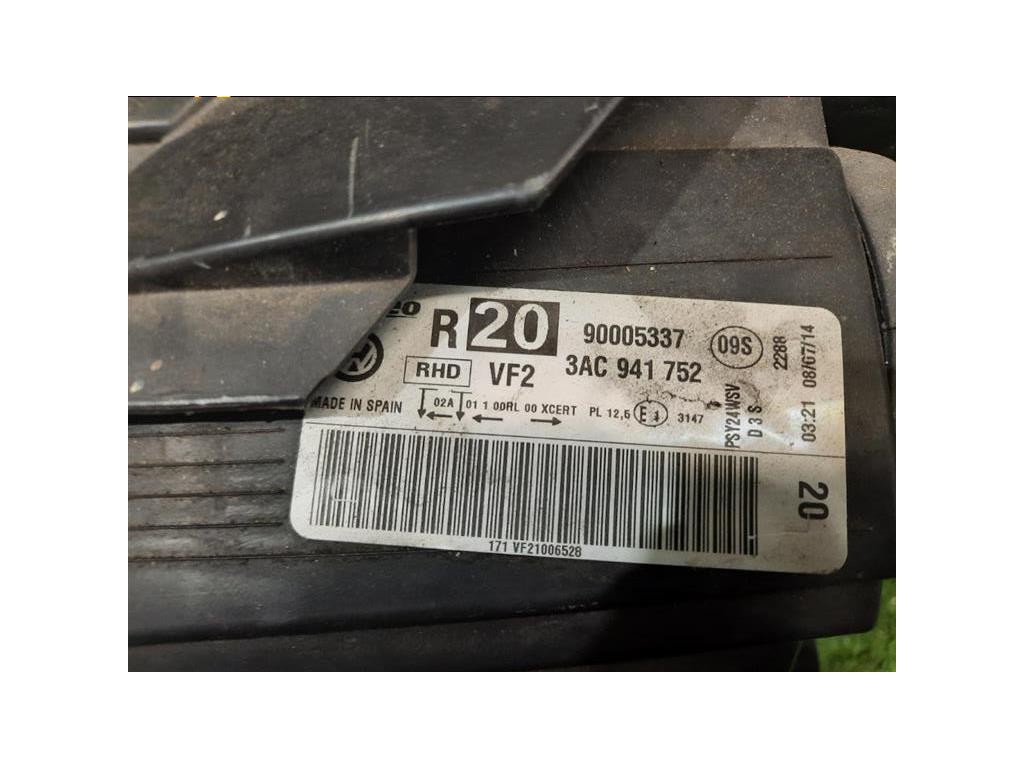 R 20 90005337 09S
RHD VF2 3AC 941 752
MADE IN SPAIN 02A 01 1 00RL 00 XCERT PL 12,5 3147
PSY24WSV
D3S
2288
03:21 08/07/14
20
171 VF21006528